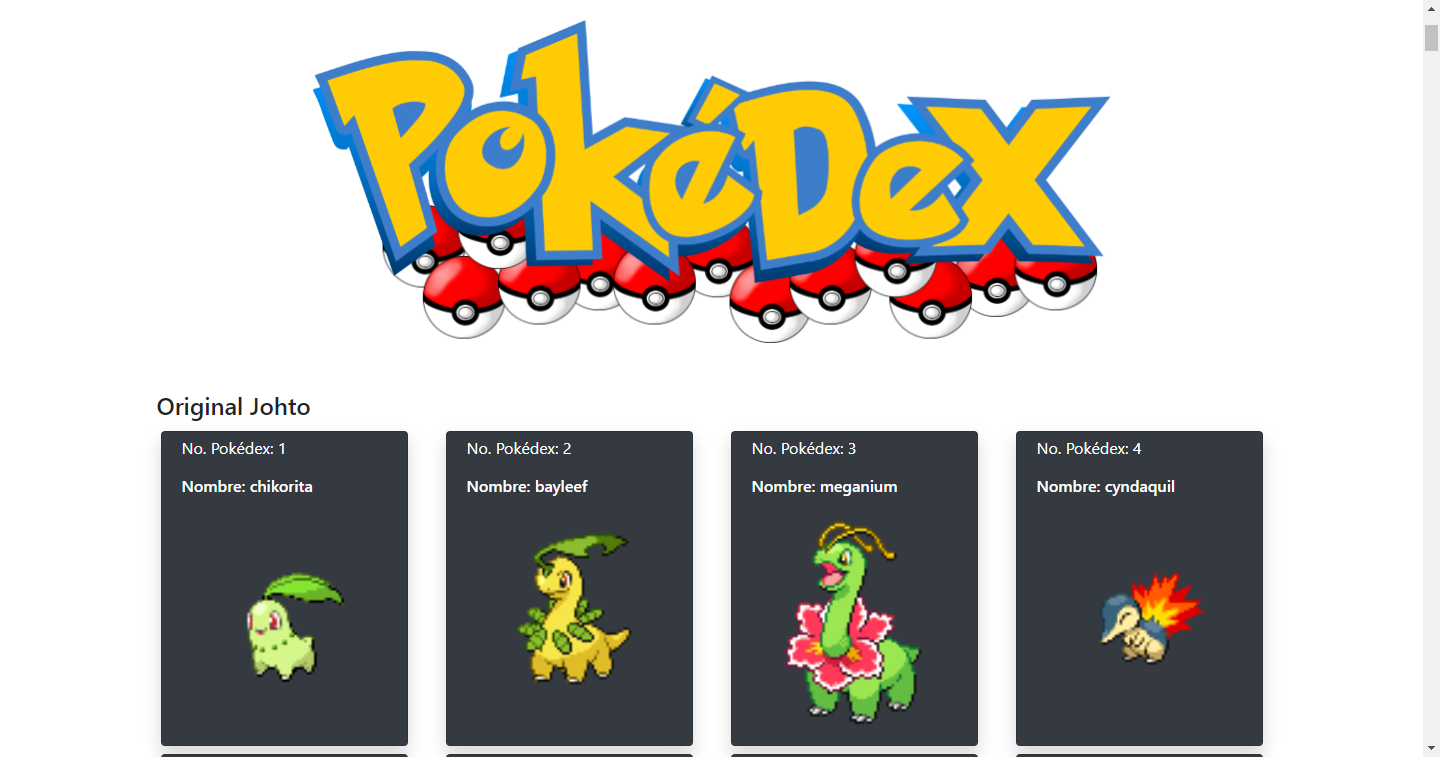 PokéDex
Original Johto
No. Pokédex: 1
Nombre: chikorita
No. Pokédex: 2
Nombre: bayleef
No. Pokédex: 3
Nombre: meganium
No. Pokédex: 4
Nombre: cyndaquil